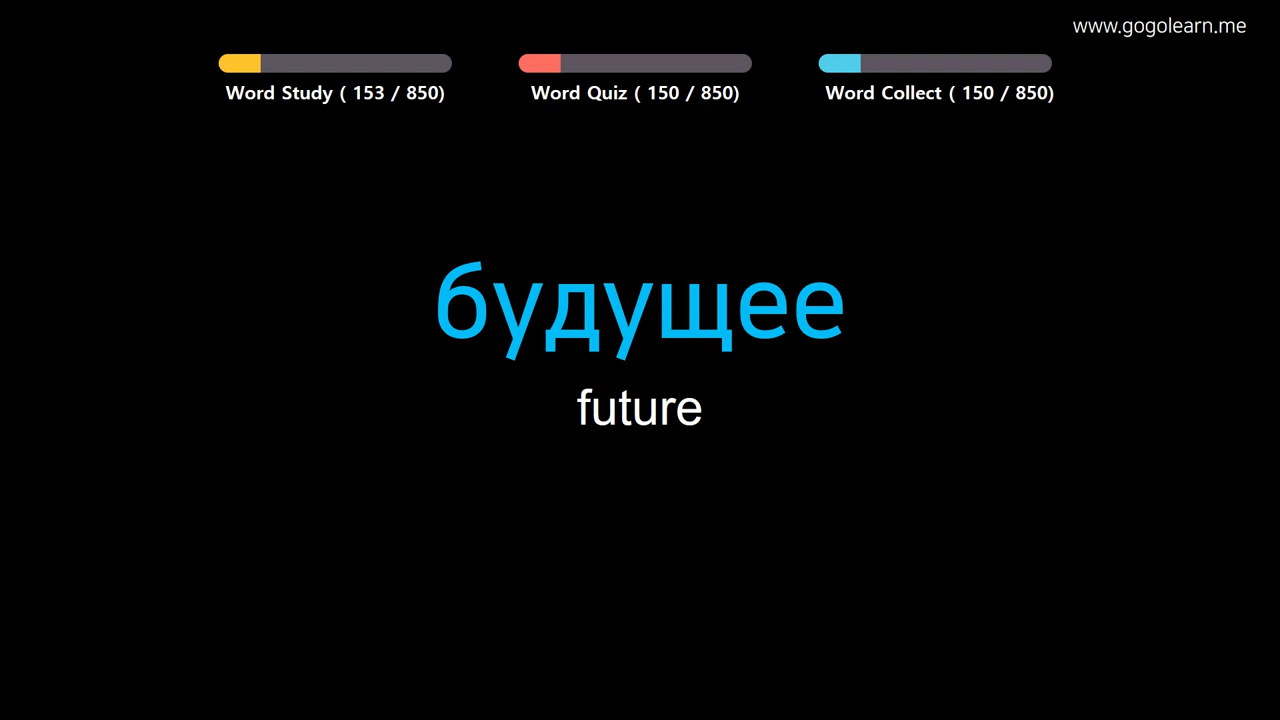 www.gogolearn.me
Word Study ( 153 / 850)
Word Quiz ( 150 / 850)
Word Collect ( 150 / 850)
будущее
future